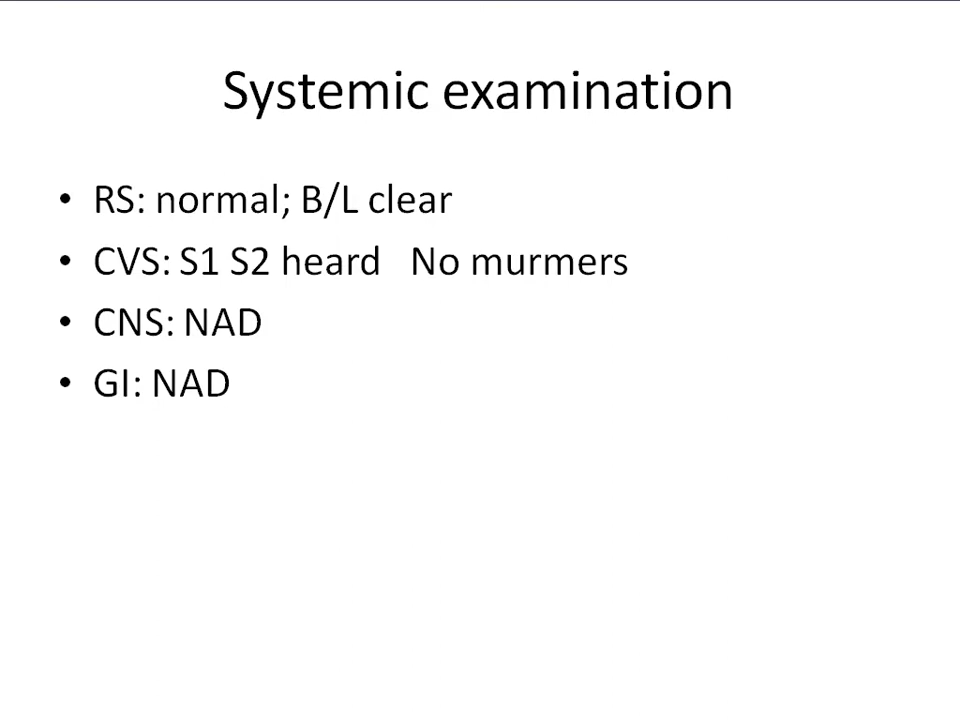 Systemic examination
• RS: normal; B/L clear
• CVS: S1 S2 heard   No murmers
• CNS: NAD
• GI: NAD